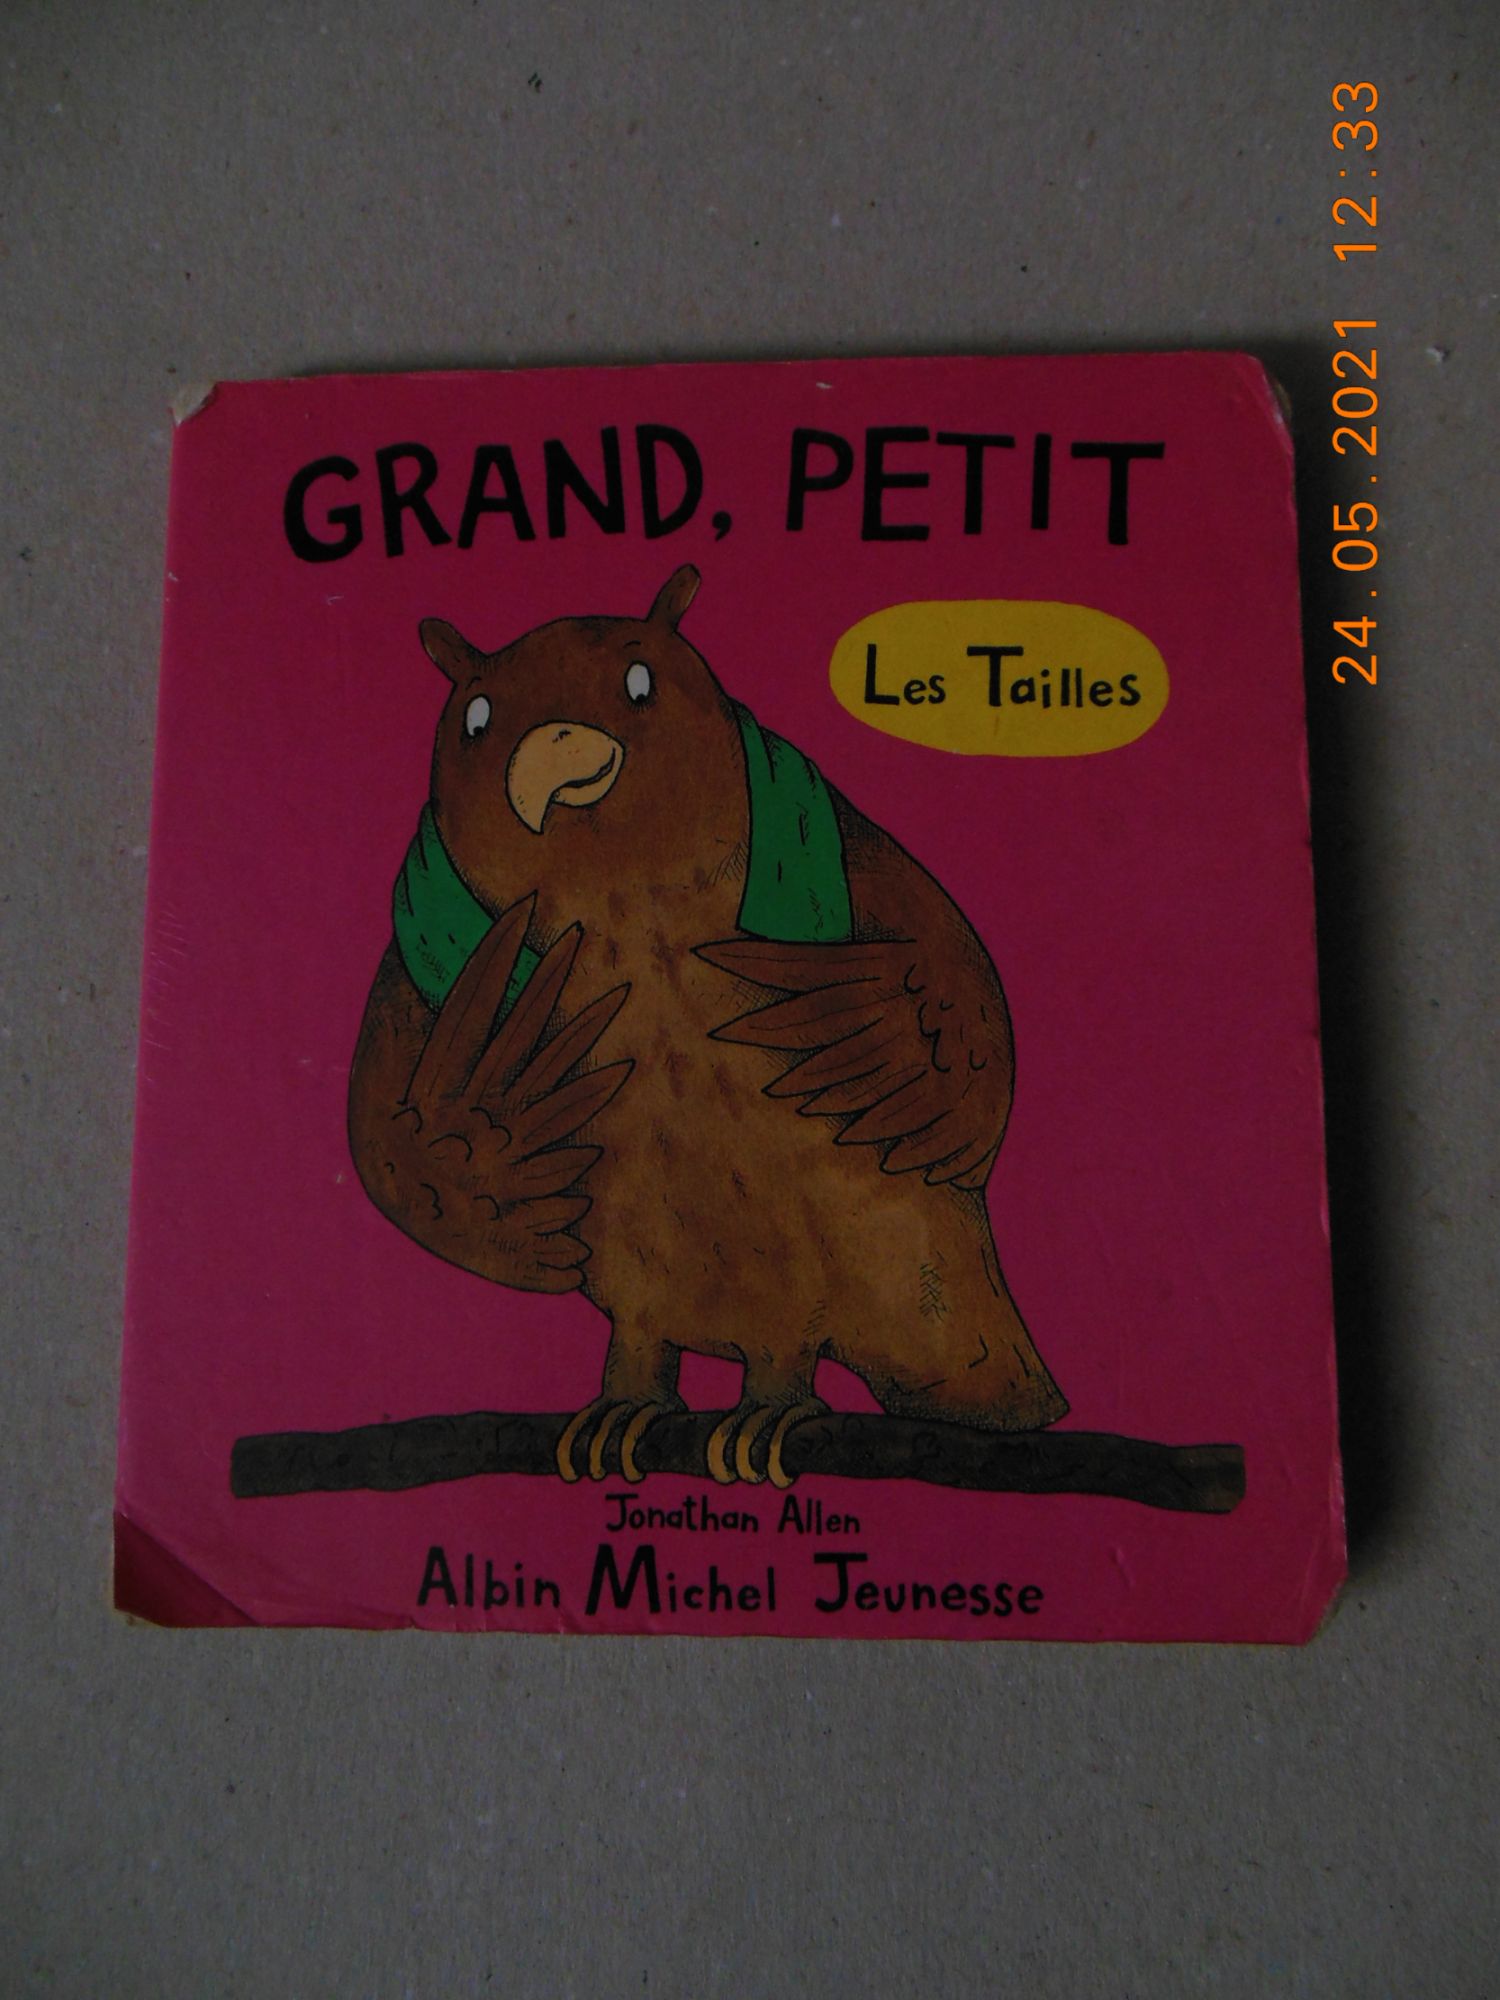 GRAND, PETIT
Les Tailles
Jonathan Allen
Albin Michel Jeunesse
24.05.2021 12:33